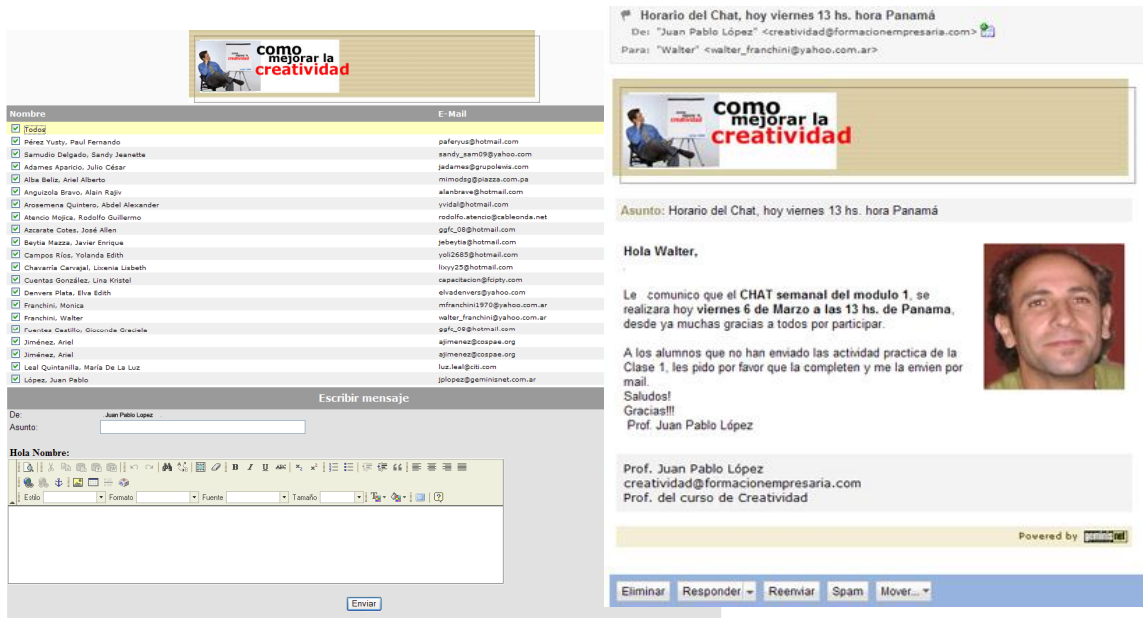 como
mejorar la
creatividad
Nombre E-Mail
Todos
Pérez Yusty, Paul Fernando paferyus@hotmail.com
Samudio Delgado, Sandy Jeanette sandy_sam09@yahoo.com
Adames Aparicio, Julio César jadames@grupolewis.com
Alba Beliz, Ariel Alberto mimodsg@piazza.com.pa
Anguizola Bravo, Alain Rajiv alanbrave@hotmail.com
Arosemena Quintero, Abdel Alexander yvidal@hotmail.com
Atencio Mojica, Rodolfo Guillermo rodolfo.atencio@cableonda.net
Azcarate Cotes, José Allen ggfc_08@hotmail.com
Beytia Mazza, Javier Enrique jebeytia@hotmail.com
Campos Ríos, Yolanda Edith yoli2685@hotmail.com
Chavarría Carvajal, Lixenia Lisbeth lixyy25@hotmail.com
Cuentas González, Lina Kristel capacitacion@fcipty.com
Denvers Plata, Elva Edith elvadenvers@yahoo.com
Franchini, Monica mfranchini1970@yahoo.com.ar
Franchini, Walter walter_franchini@yahoo.com.ar
Fuentes Castillo, Gioconda Graciela ggfc_08@hotmail.com
Jiménez, Ariel ajimenez@cospae.org
Jiménez, Ariel ajimenez@cospae.org
Leal Quintanilla, María De La Luz luz.leal@citi.com
López, Juan Pablo jplopez@geminisnet.com.ar
Escribir mensaje
De: Juan Pablo Lopez
Asunto:
Hola Nombre:
B I U ABC x₂ x²
Estilo Formato Fuente Tamaño
Enviar
Horario del Chat, hoy viernes 13 hs. hora Panamá
De: "Juan Pablo López" <creatividad@formacionempresaria.com>
Para: "Walter" <walter_franchini@yahoo.com.ar>
como
mejorar la
creatividad
Asunto: Horario del Chat, hoy viernes 13 hs. hora Panamá
Hola Walter,
.
Le comunico que el CHAT semanal del modulo 1, se
realizara hoy viernes 6 de Marzo a las 13 hs. de Panama,
desde ya muchas gracias a todos por participar.
A los alumnos que no han enviado las actividad practica de la
Clase 1, les pido por favor que la completen y me la envien por
mail.
Saludos!
Gracias!!!
Prof. Juan Pablo López
Prof. Juan Pablo López
creatividad@formacionempresaria.com
Prof. del curso de Creatividad
Powered by
Eliminar Responder Reenviar Spam Mover...